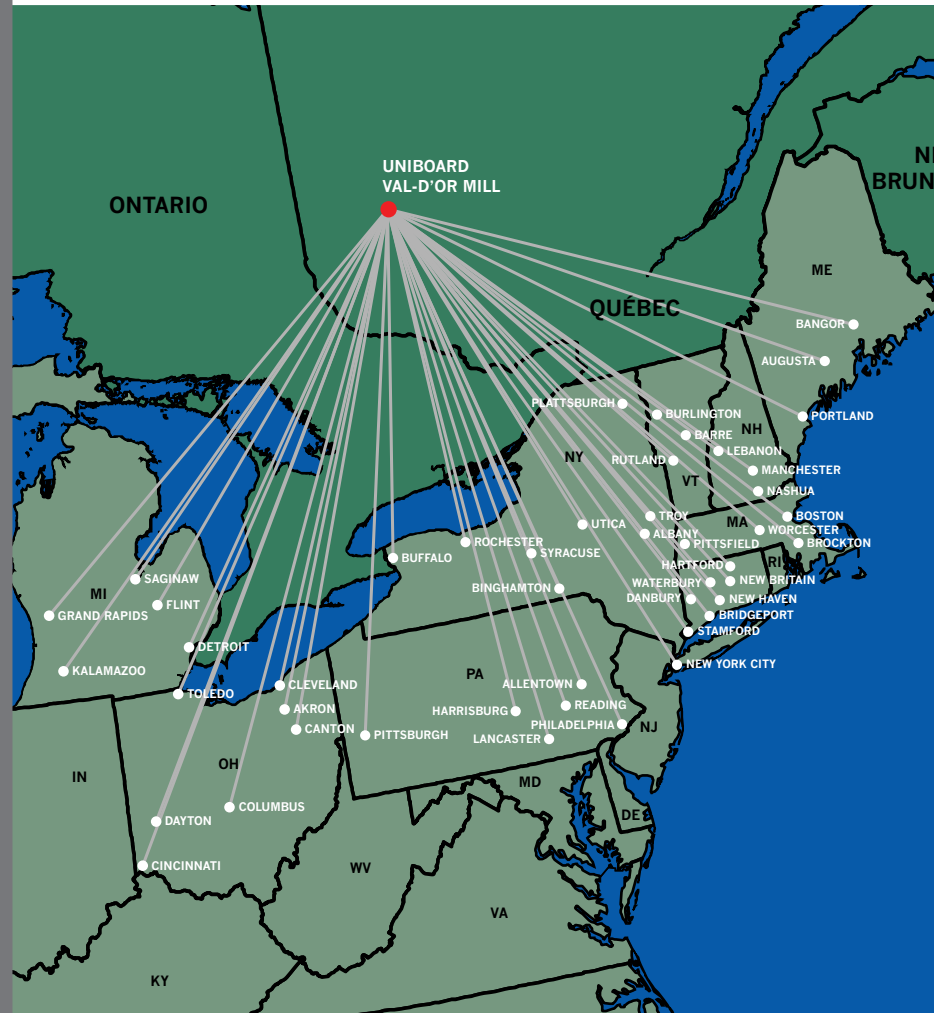 UNIBOARD
VAL-D'OR MILL
NE
BRUN
ONTARIO
ME
QUÉBEC
BANGOR
AUGUSTA
PLATTSBURGH
BURLINGTON
PORTLAND
BARRE
NH
LEBANON
NY
RUTLAND
MANCHESTER
VT
NASHUA
TROY
BOSTON
UTICA
MA
WORCESTER
ALBANY
ROCHESTER
PITTSFIELD
BROCKTON
SYRACUSE
BUFFALO
HARTFORD
RI
SAGINAW
WATERBURY
NEW BRITAIN
BINGHAMTON
MI
DANBURY
NEW HAVEN
FLINT
GRAND RAPIDS
BRIDGEPORT
STAMFORD
DETROIT
NEW YORK CITY
KALAMAZOO
PA
CLEVELAND
ALLENTOWN
TOLEDO
READING
AKRON
HARRISBURG
PHILADELPHIA
NJ
CANTON
PITTSBURGH
LANCASTER
OH
IN
MD
COLUMBUS
DE
DAYTON
CINCINNATI
WV
VA
KY